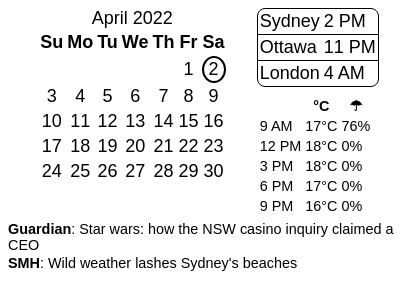 April 2022
Su Mo Tu We Th Fr Sa
1 2
3 4 5 6 7 8 9
10 11 12 13 14 15 16
17 18 19 20 21 22 23
24 25 26 27 28 29 30
Sydney 2 PM
Ottawa 11 PM
London 4 AM
°C ☂
9 AM 17°C 76%
12 PM 18°C 0%
3 PM 18°C 0%
6 PM 17°C 0%
9 PM 16°C 0%
Guardian: Star wars: how the NSW casino inquiry claimed a
CEO
SMH: Wild weather lashes Sydney's beaches